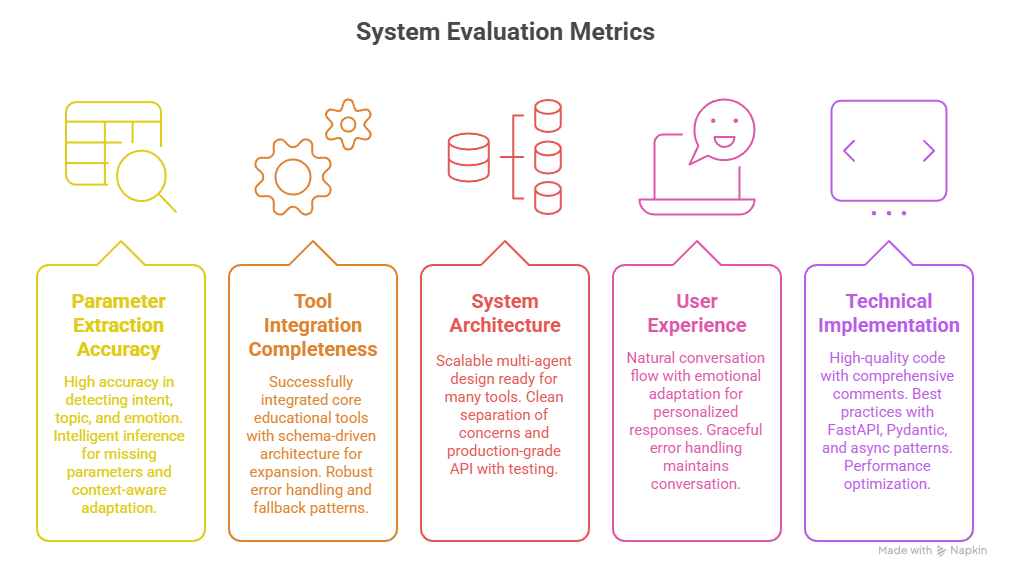 System Evaluation Metrics
Parameter
Extraction
Accuracy
High accuracy in
detecting intent,
topic, and emotion.
Intelligent inference
for missing
parameters and
context-aware
adaptation.
Tool
Integration
Completeness
Successfully
integrated core
educational tools
with schema-driven
architecture for
expansion. Robust
error handling and
fallback patterns.
System
Architecture
Scalable multi-agent
design ready for
many tools. Clean
separation of
concerns and
production-grade
API with testing.
User
Experience
Natural conversation
flow with emotional
adaptation for
personalized
responses. Graceful
error handling
maintains
conversation.
Technical
Implementation
High-quality code
with comprehensive
comments. Best
practices with
FastAPI, Pydantic,
and async patterns.
Performance
optimization.
Made with Napkin